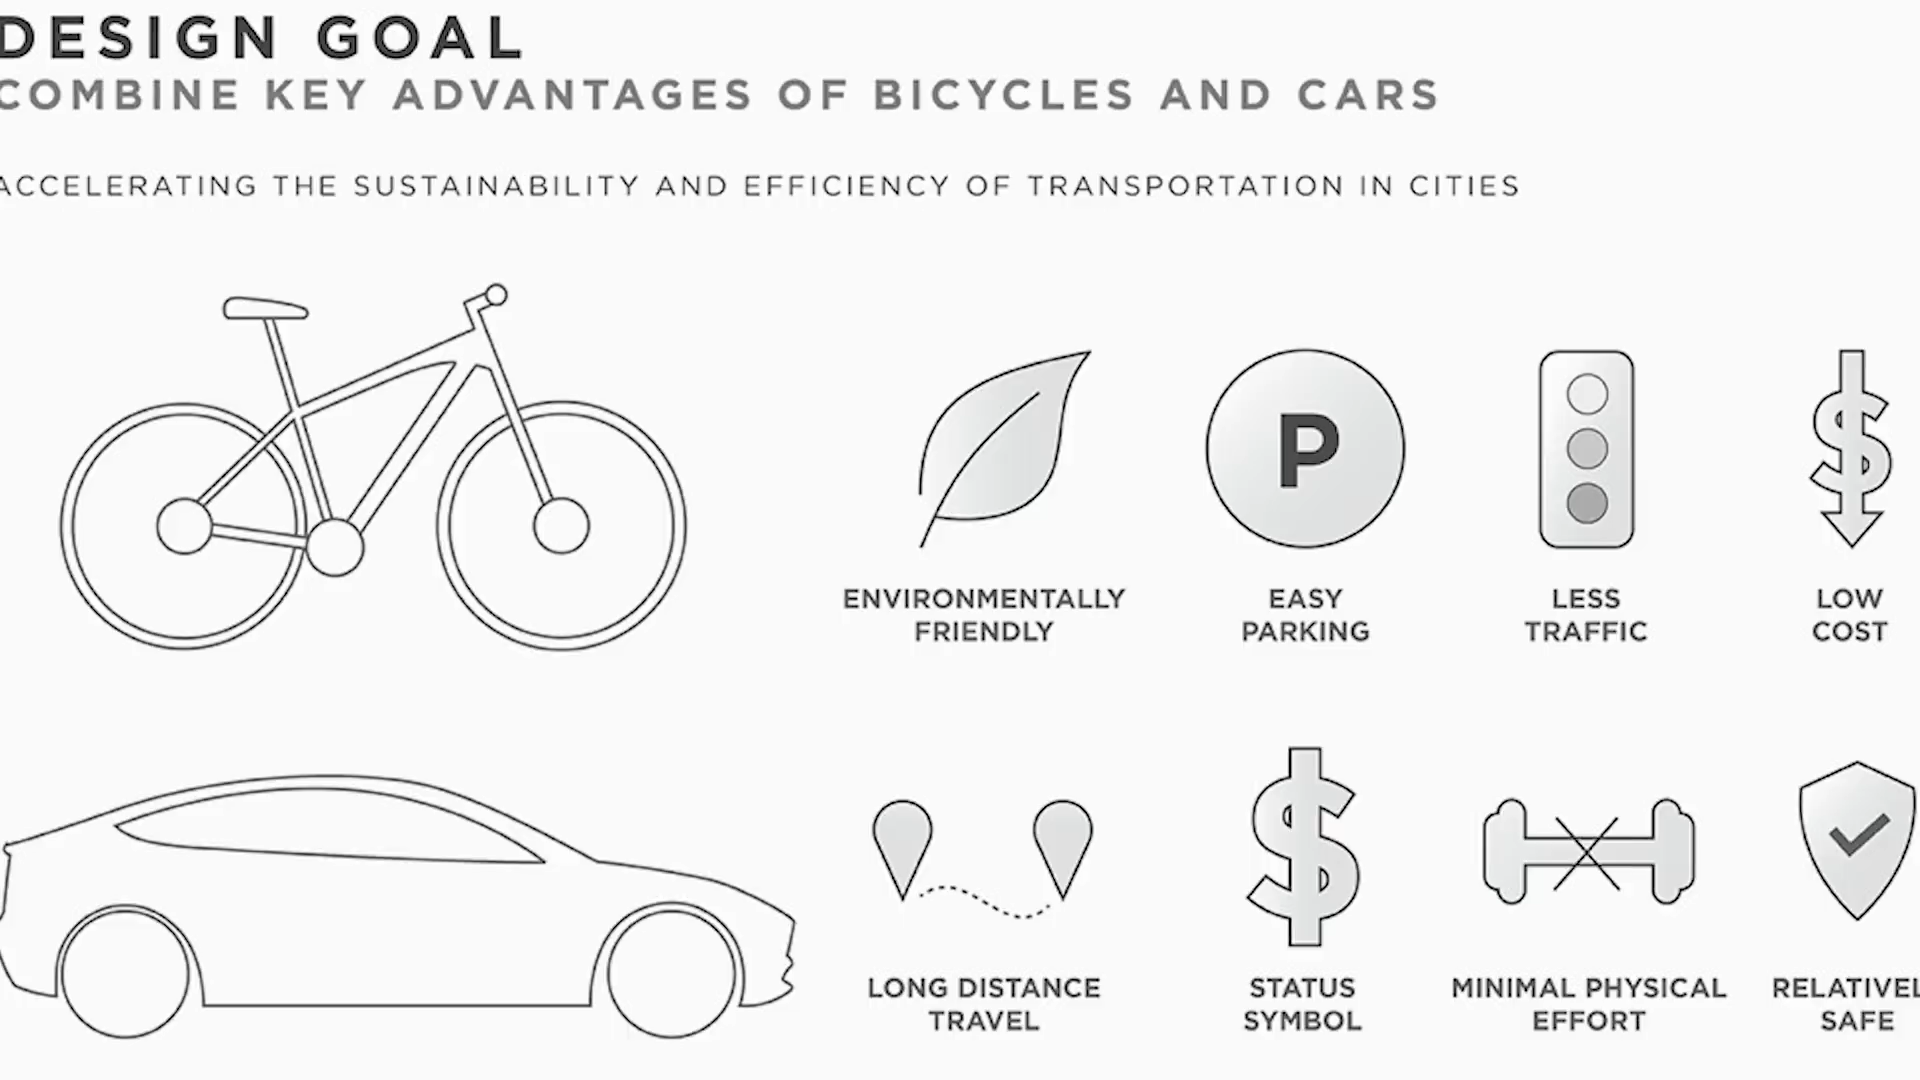 DESIGN GOAL
COMBINE KEY ADVANTAGES OF BICYCLES AND CARS
ACCELERATING THE SUSTAINABILITY AND EFFICIENCY OF TRANSPORTATION IN CITIES
P
ENVIRONMENTALLY
FRIENDLY
EASY
PARKING
LESS
TRAFFIC
$
LOW
COST
$
LONG DISTANCE
TRAVEL
STATUS
SYMBOL
MINIMAL PHYSICAL
EFFORT
RELATIVEL
SAFE